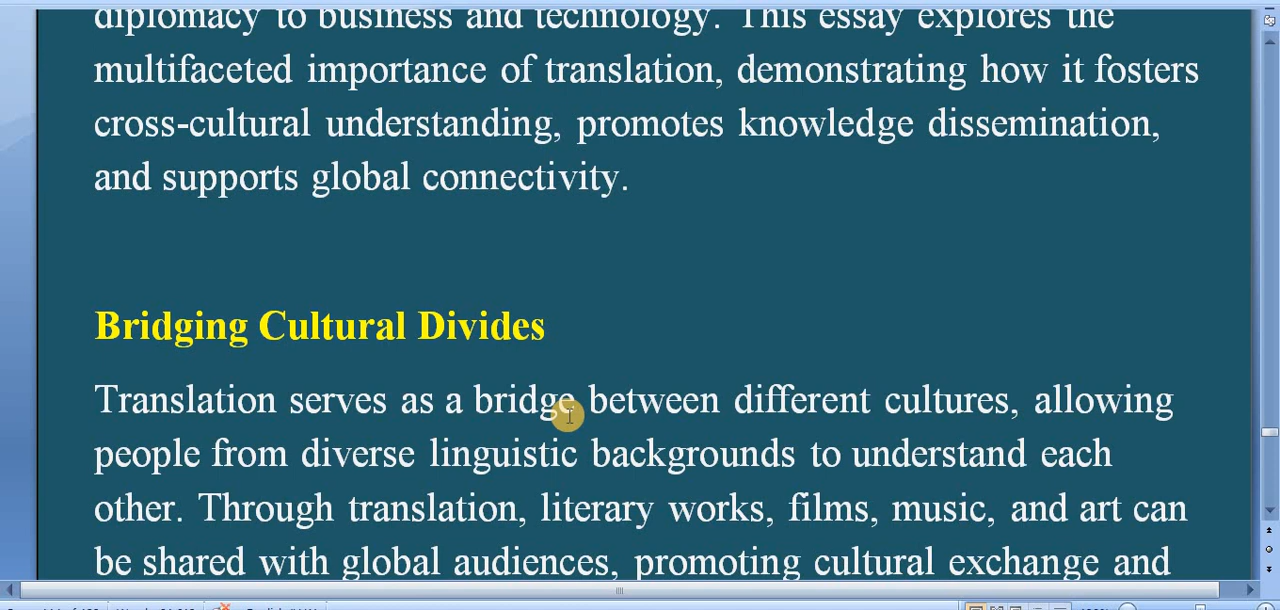 diplomacy to business and technology. This essay explores the
multifaceted importance of translation, demonstrating how it fosters
cross-cultural understanding, promotes knowledge dissemination,
and supports global connectivity.
Bridging Cultural Divides
Translation serves as a bridge between different cultures, allowing
people from diverse linguistic backgrounds to understand each
other. Through translation, literary works, films, music, and art can
be shared with global audiences, promoting cultural exchange and